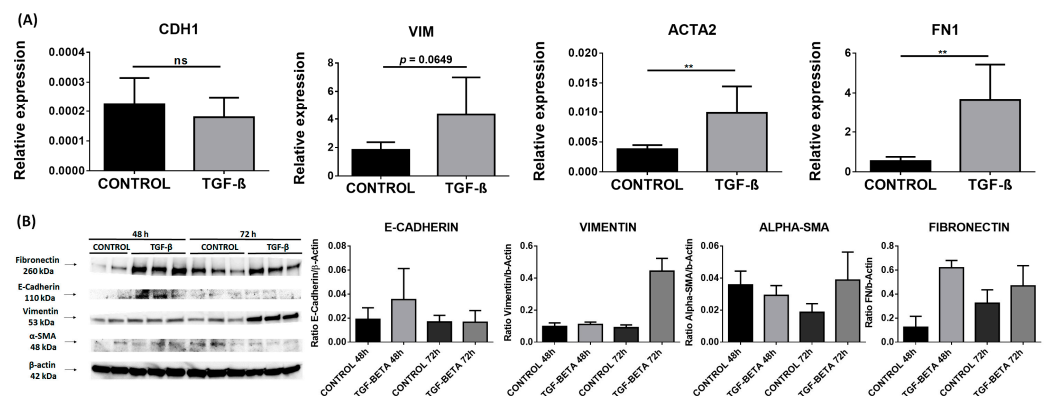 (A)
CDH1
Relative expression
0.0004
0.0003
0.0002
0.0001
0.0000
ns
CONTROL
TGF-ß
VIM
Relative expression
8
6
4
2
0
p = 0.0649
CONTROL
TGF-ß
ACTA2
Relative expression
0.020
0.015
0.010
0.005
0.000
**
CONTROL
TGF-ß
FN1
Relative expression
6
4
2
0
**
CONTROL
TGF-ß
(B)
48 h
72 h
CONTROL
TGF-β
CONTROL
TGF-β
Fibronectin
260 kDa
E-Cadherin
110 kDa
Vimentin
53 kDa
α-SMA
48 kDa
β-actin
42 kDa
E-CADHERIN
Ratio E-Cadherin/β-Actin
0.08
0.06
0.04
0.02
0.00
CONTROL 48h
TGF-BETA 48h
CONTROL 72h
TGF-BETA 72h
VIMENTIN
Ratio Vimentin/b-Actin
0.6
0.4
0.2
0.0
CONTROL 48h
TGF-BETA 48h
CONTROL 72h
TGF-BETA 72h
ALPHA-SMA
Ratio Alpha-SMA/b-Actin
0.06
0.04
0.02
0.00
CONTROL 48h
TGF-BETA 48h
CONTROL 72h
TGF-BETA 72h
FIBRONECTIN
Ratio FN/b-Actin
0.8
0.6
0.4
0.2
0.0
CONTROL 48h
TGF-BETA 48h
CONTROL 72h
TGF-BETA 72h